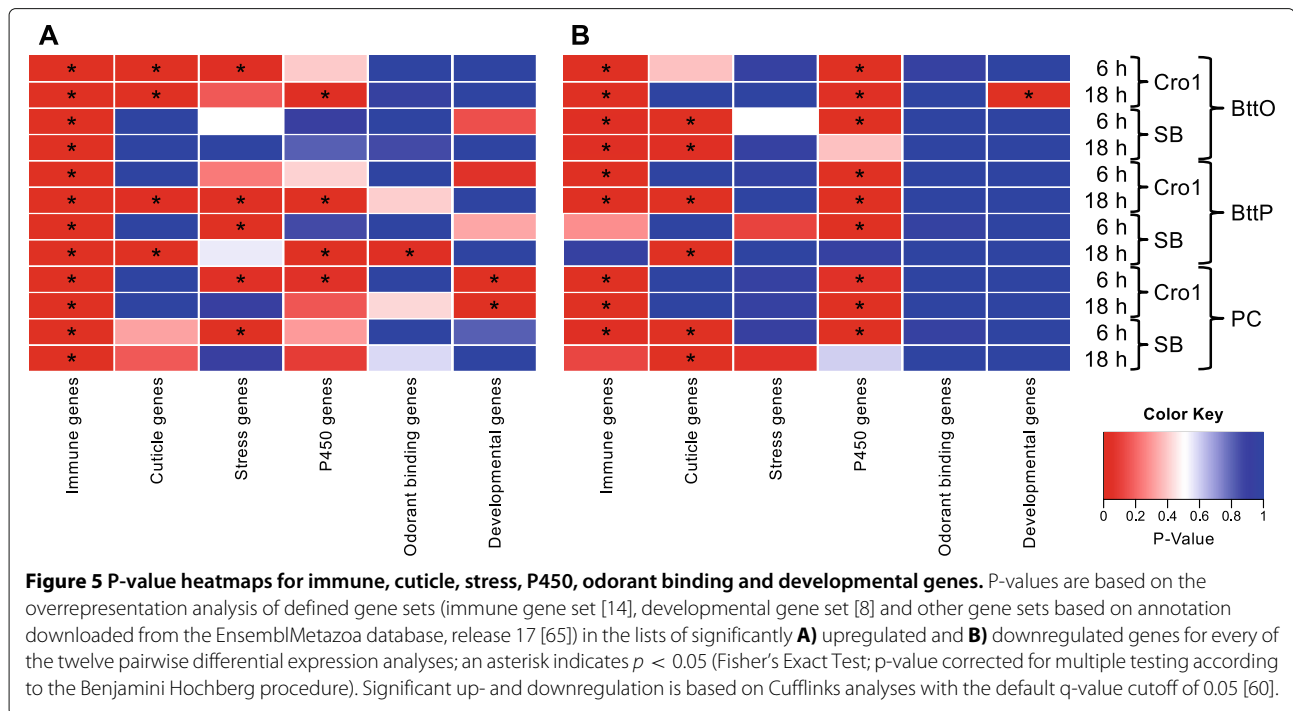 A
B
* * *
* * *
*
*
*
* * * *
* *
* * * *
* * * *
* *
* *
*
* *
* * *
* * *
* *
* *
* * *
*
*
* *
* *
* * *
*
6 h
18 h
6 h
18 h
6 h
18 h
6 h
18 h
6 h
18 h
6 h
18 h
Cro1
SB
Cro1
SB
Cro1
SB
BttO
BttP
PC
Immune genes
Cuticle genes
Stress genes
P450 genes
Odorant binding genes
Developmental genes
Immune genes
Cuticle genes
Stress genes
P450 genes
Odorant binding genes
Developmental genes
Color Key
0 0.2 0.4 0.6 0.8 1
P-Value
Figure 5 P-value heatmaps for immune, cuticle, stress, P450, odorant binding and developmental genes. P-values are based on the
overrepresentation analysis of defined gene sets (immune gene set [14], developmental gene set [8] and other gene sets based on annotation
downloaded from the EnsemblMetazoa database, release 17 [65]) in the lists of significantly A) upregulated and B) downregulated genes for every of
the twelve pairwise differential expression analyses; an asterisk indicates p < 0.05 (Fisher's Exact Test; p-value corrected for multiple testing according
to the Benjamini Hochberg procedure). Significant up- and downregulation is based on Cufflinks analyses with the default q-value cutoff of 0.05 [60].